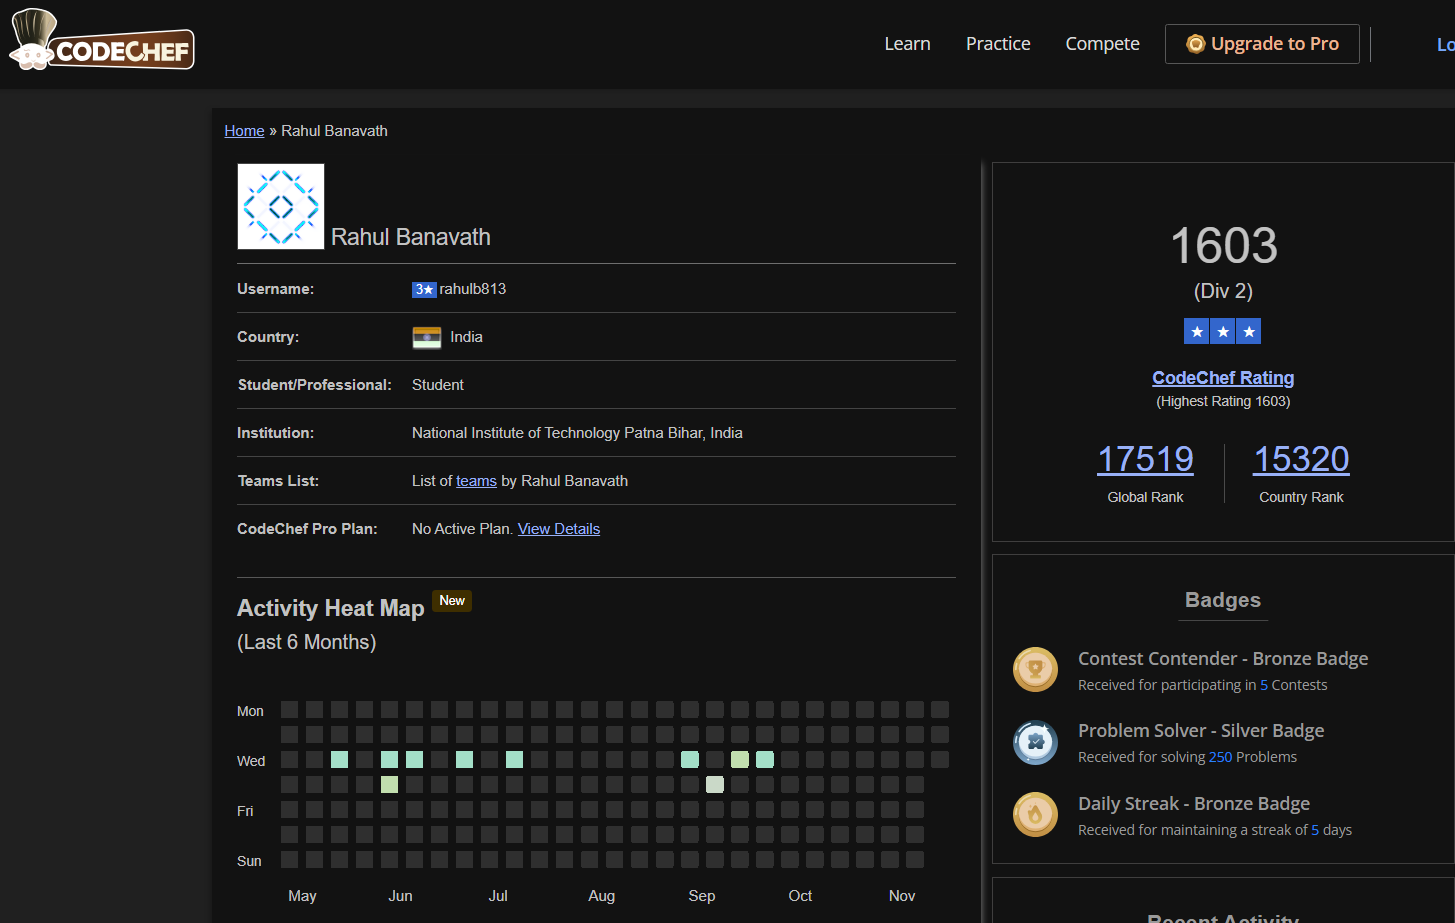 CODECHEF
Learn Practice Compete Upgrade to Pro Lo
Home » Rahul Banavath
Rahul Banavath
Username: 3★ rahulb813
Country: India
Student/Professional: Student
Institution: National Institute of Technology Patna Bihar, India
Teams List: List of teams by Rahul Banavath
CodeChef Pro Plan: No Active Plan. View Details
Activity Heat Map New
(Last 6 Months)
Mon
Wed
Fri
Sun
May Jun Jul Aug Sep Oct Nov
1603
(Div 2)
★ ★ ★
CodeChef Rating
(Highest Rating 1603)
17519 15320
Global Rank Country Rank
Badges
Contest Contender - Bronze Badge
Received for participating in 5 Contests
Problem Solver - Silver Badge
Received for solving 250 Problems
Daily Streak - Bronze Badge
Received for maintaining a streak of 5 days
Recent Activity